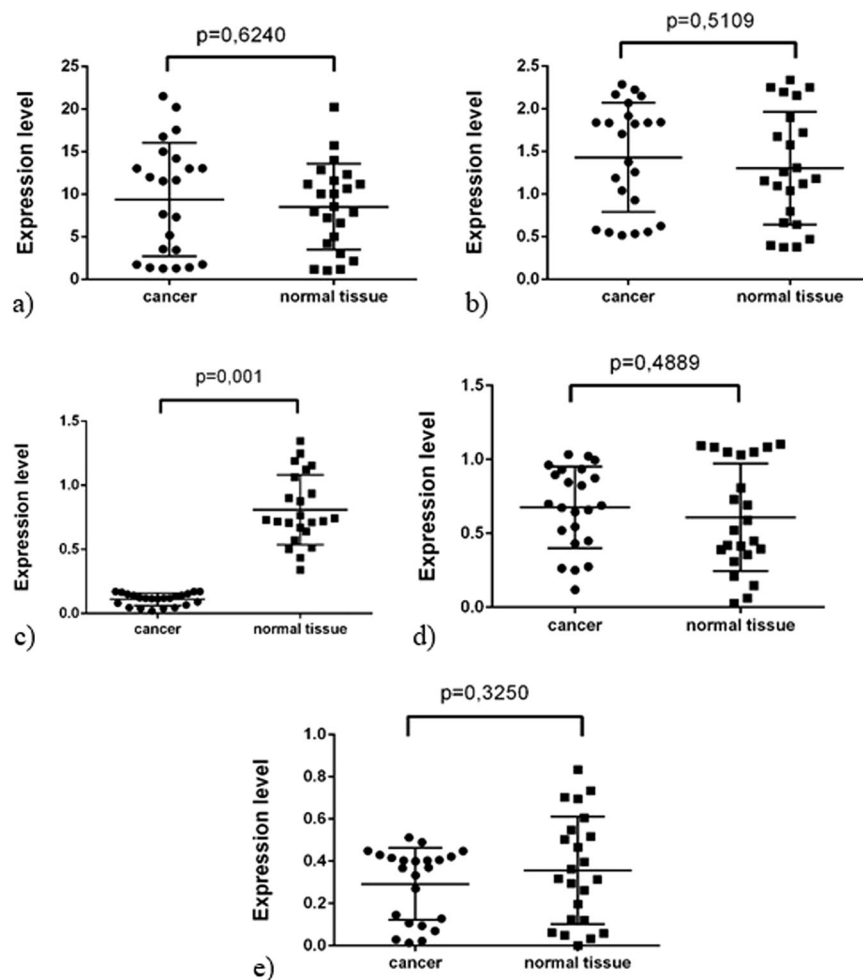 p=0,6240
Expression level
25
20
15
10
5
0
cancer
normal tissue
a)
p=0,5109
Expression level
2.5
2.0
1.5
1.0
0.5
0.0
cancer
normal tissue
b)
p=0,001
Expression level
1.5
1.0
0.5
0.0
cancer
normal tissue
c)
p=0,4889
Expression level
1.5
1.0
0.5
0.0
cancer
normal tissue
d)
p=0,3250
Expression level
1.0
0.8
0.6
0.4
0.2
0.0
cancer
normal tissue
e)